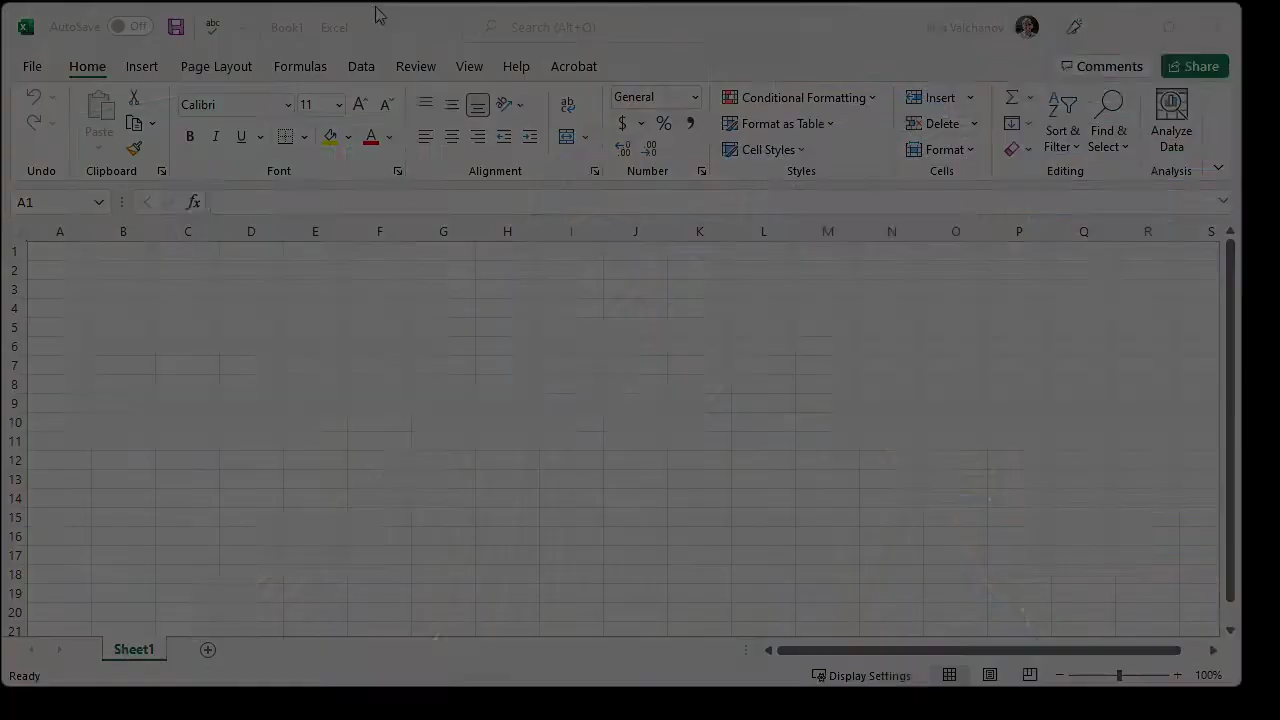 AutoSave Off abc Book1 Excel Search (Alt+Q) Valchanov
File Home Insert Page Layout Formulas Data Review View Help Acrobat Comments Share
Calibri 11 A A ab General Conditional Formatting Insert
Paste B I U A $ % Format as Table Delete Sort & Filter Find & Select Analyze Data
Cell Styles Format
Undo Clipboard Font Alignment Number Styles Cells Editing Analysis
A1 fx
A B C D E F G H I J K L M N O P Q R S
1
2
3
4
5
6
7
8
9
10
11
12
13
14
15
16
17
18
19
20
21
Sheet1
Ready Display Settings 100%